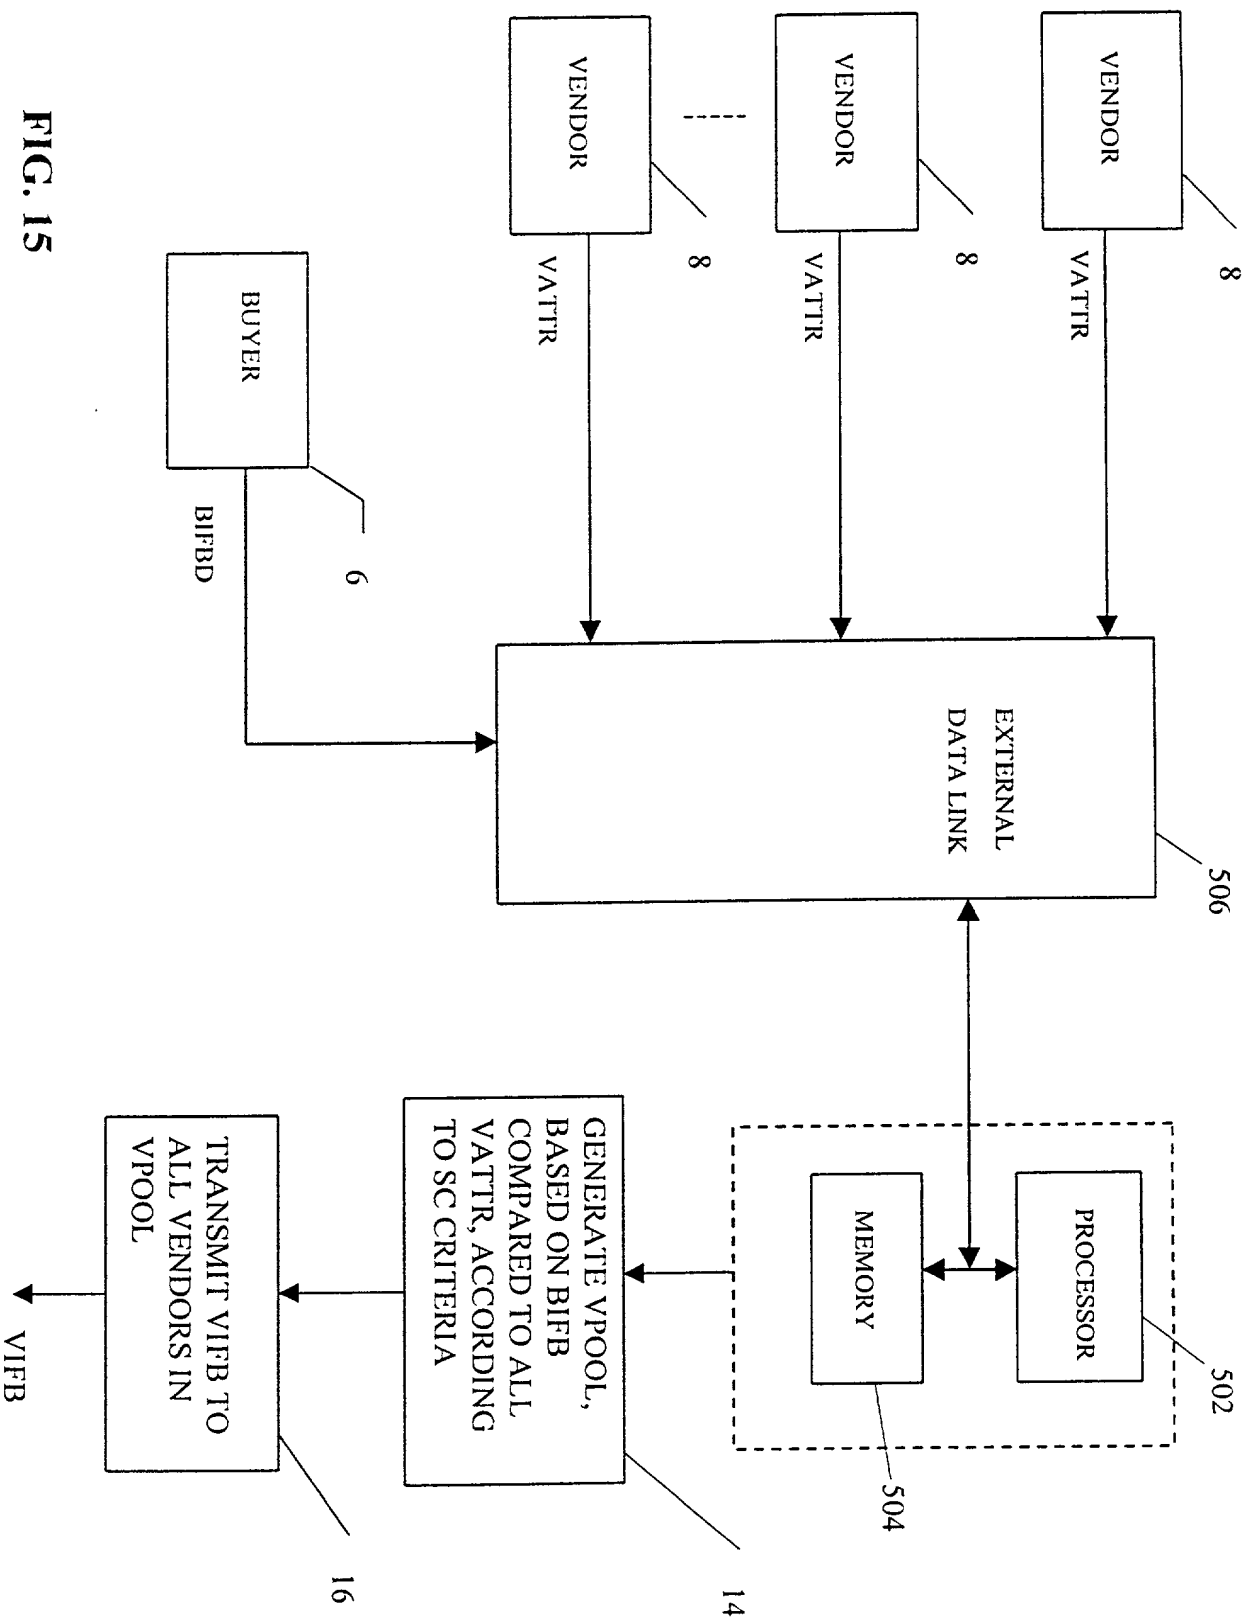 8
VENDOR
VATTR
8
VENDOR
VATTR
8
VENDOR
VATTR
6
BUYER
BIFBD
506
EXTERNAL
DATA LINK
502
PROCESSOR
MEMORY
504
GENERATE VPOOL,
BASED ON BIFB
COMPARED TO ALL
VATTR, ACCORDING
TO SC CRITERIA
14
TRANSMIT VIFB TO
ALL VENDORS IN
VPOOL
16
VIFB
FIG. 15